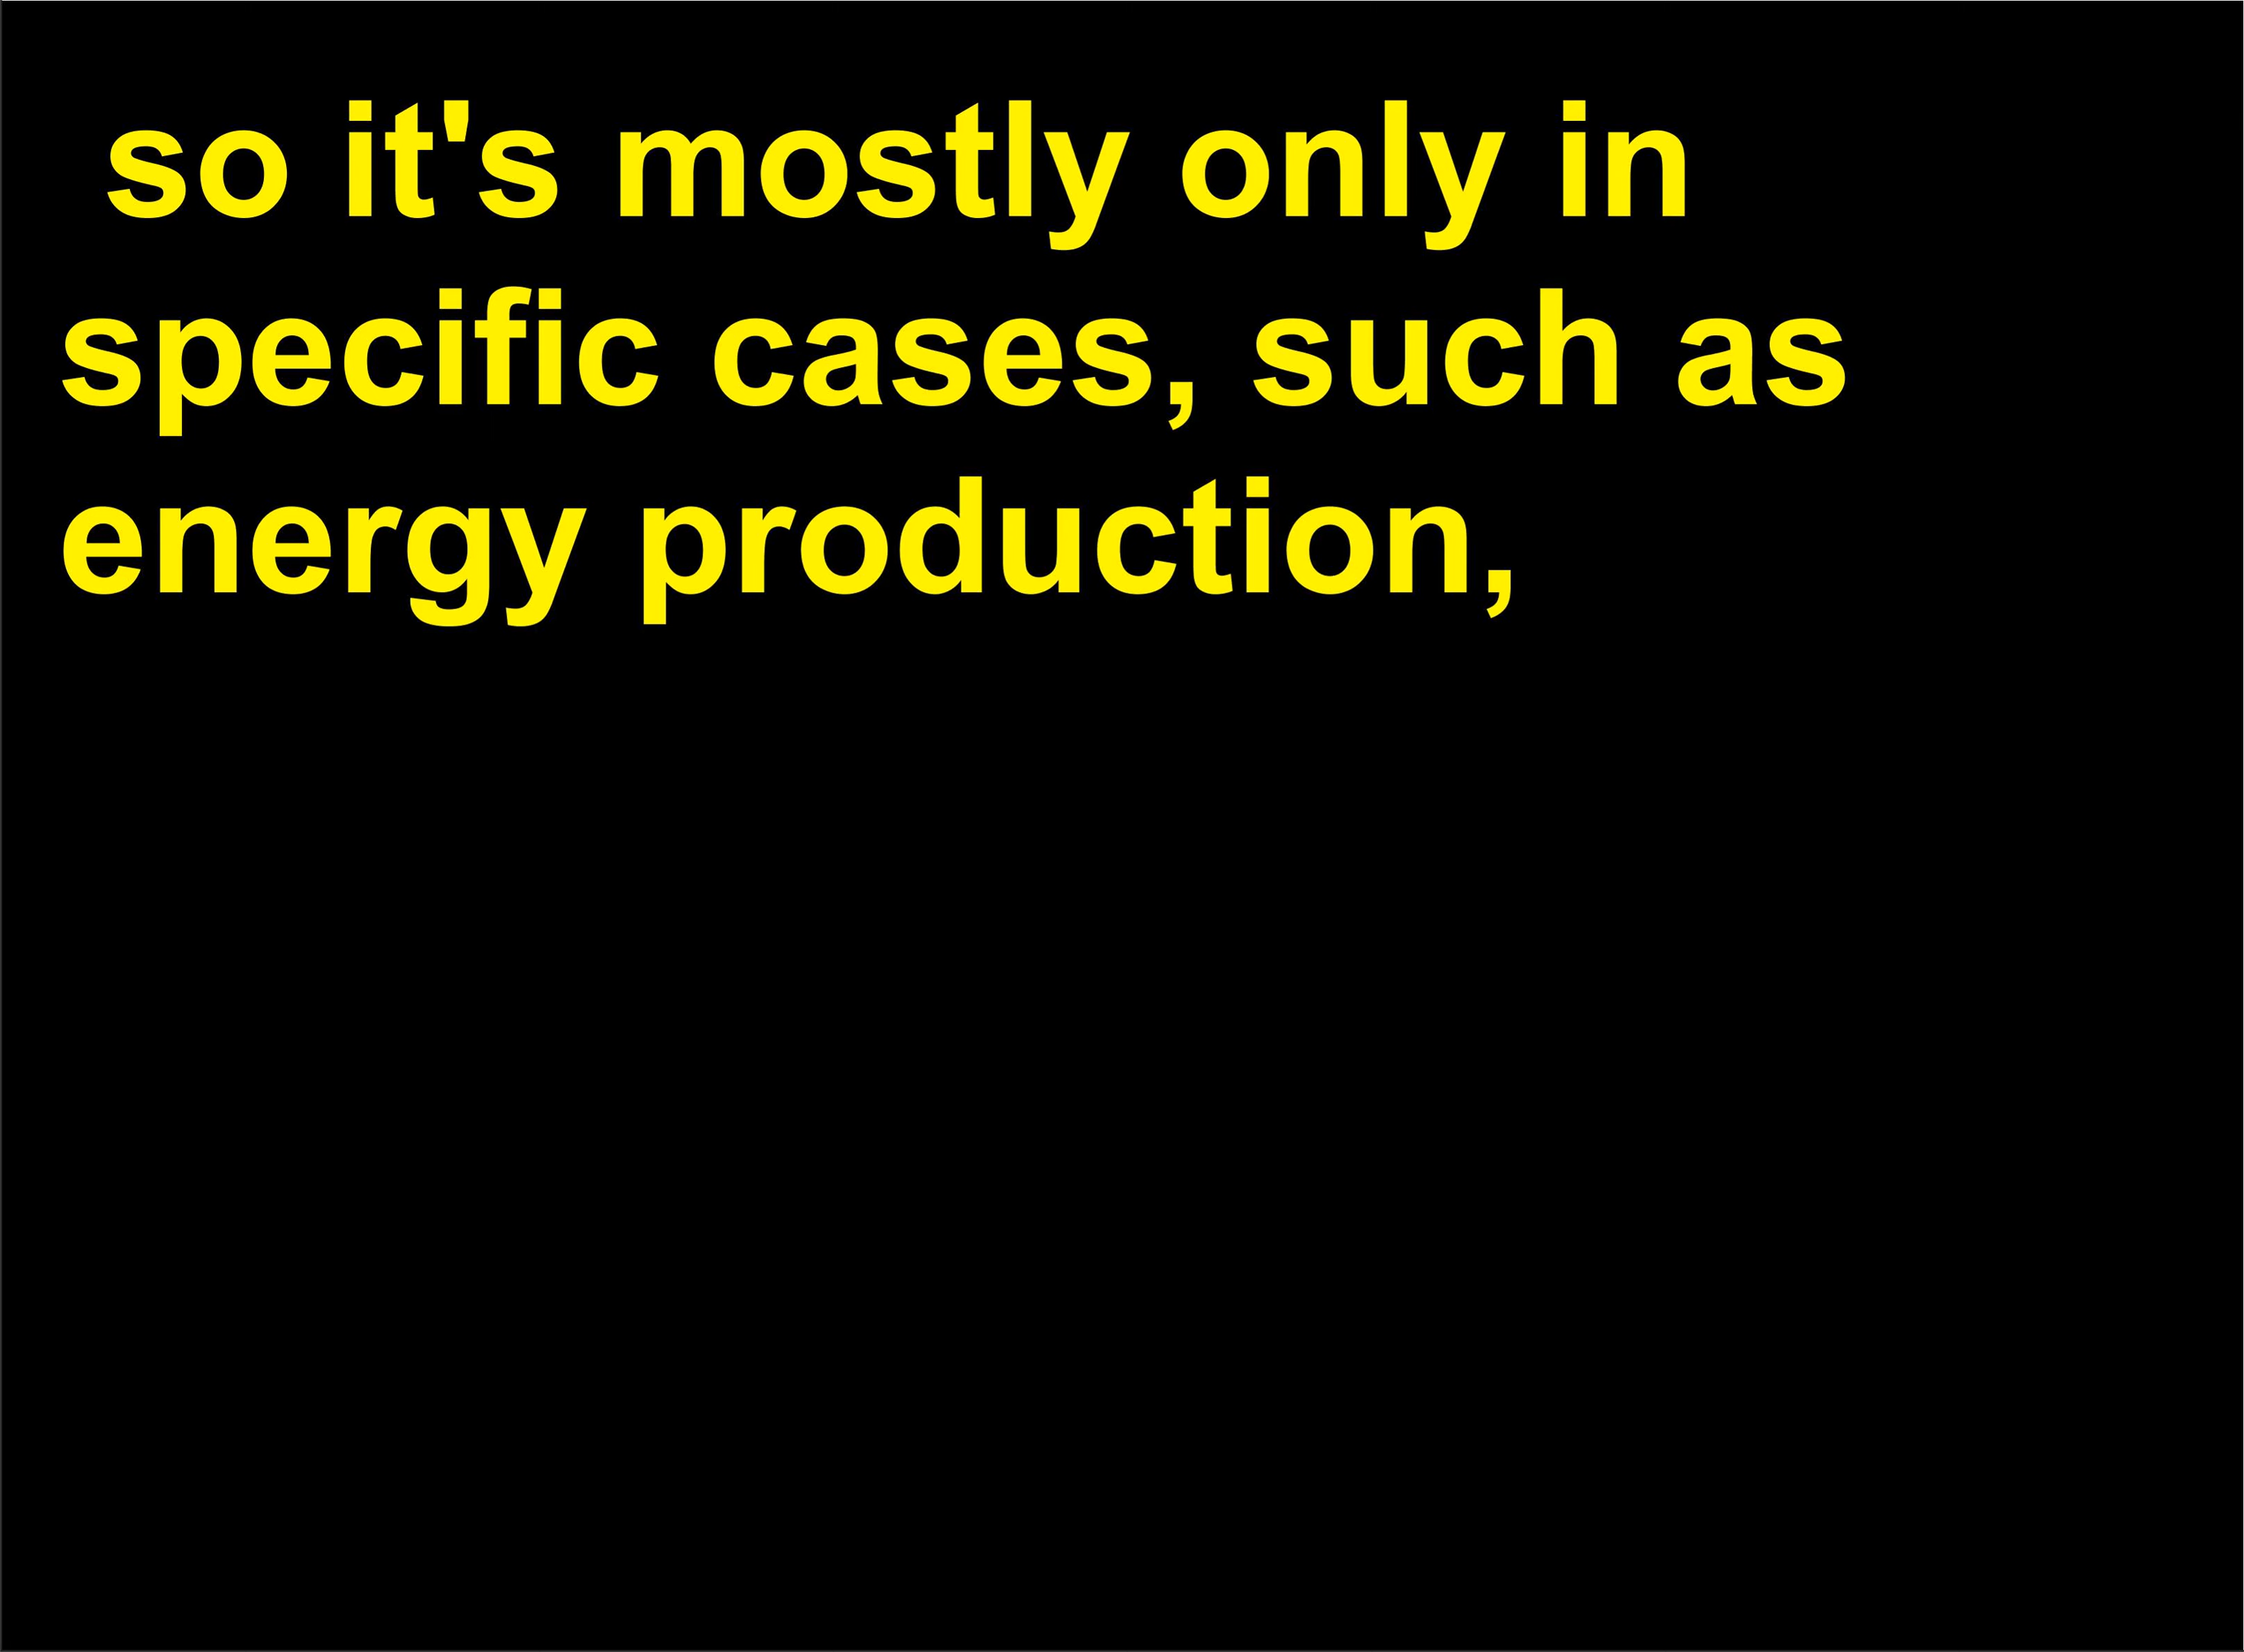 so it's mostly only in
specific cases, such as
energy production,